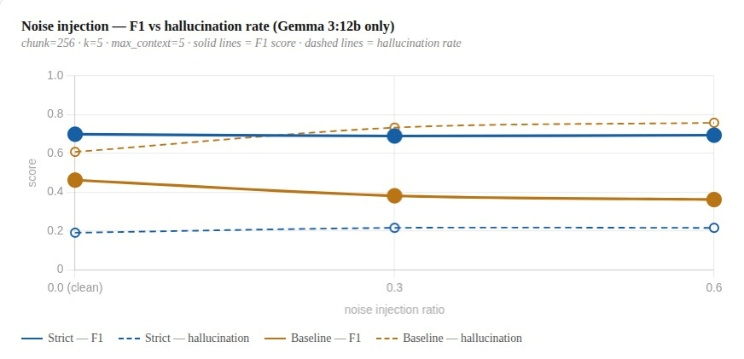 Noise injection — F1 vs hallucination rate (Gemma 3:12b only)
chunk=256 · k=5 · max_context=5 · solid lines = F1 score · dashed lines = hallucination rate
1.0
0.8
0.6
0.4
0.2
0
score
0.0 (clean) 0.3 0.6
noise injection ratio
Strict — F1 Strict — hallucination Baseline — F1 Baseline — hallucination